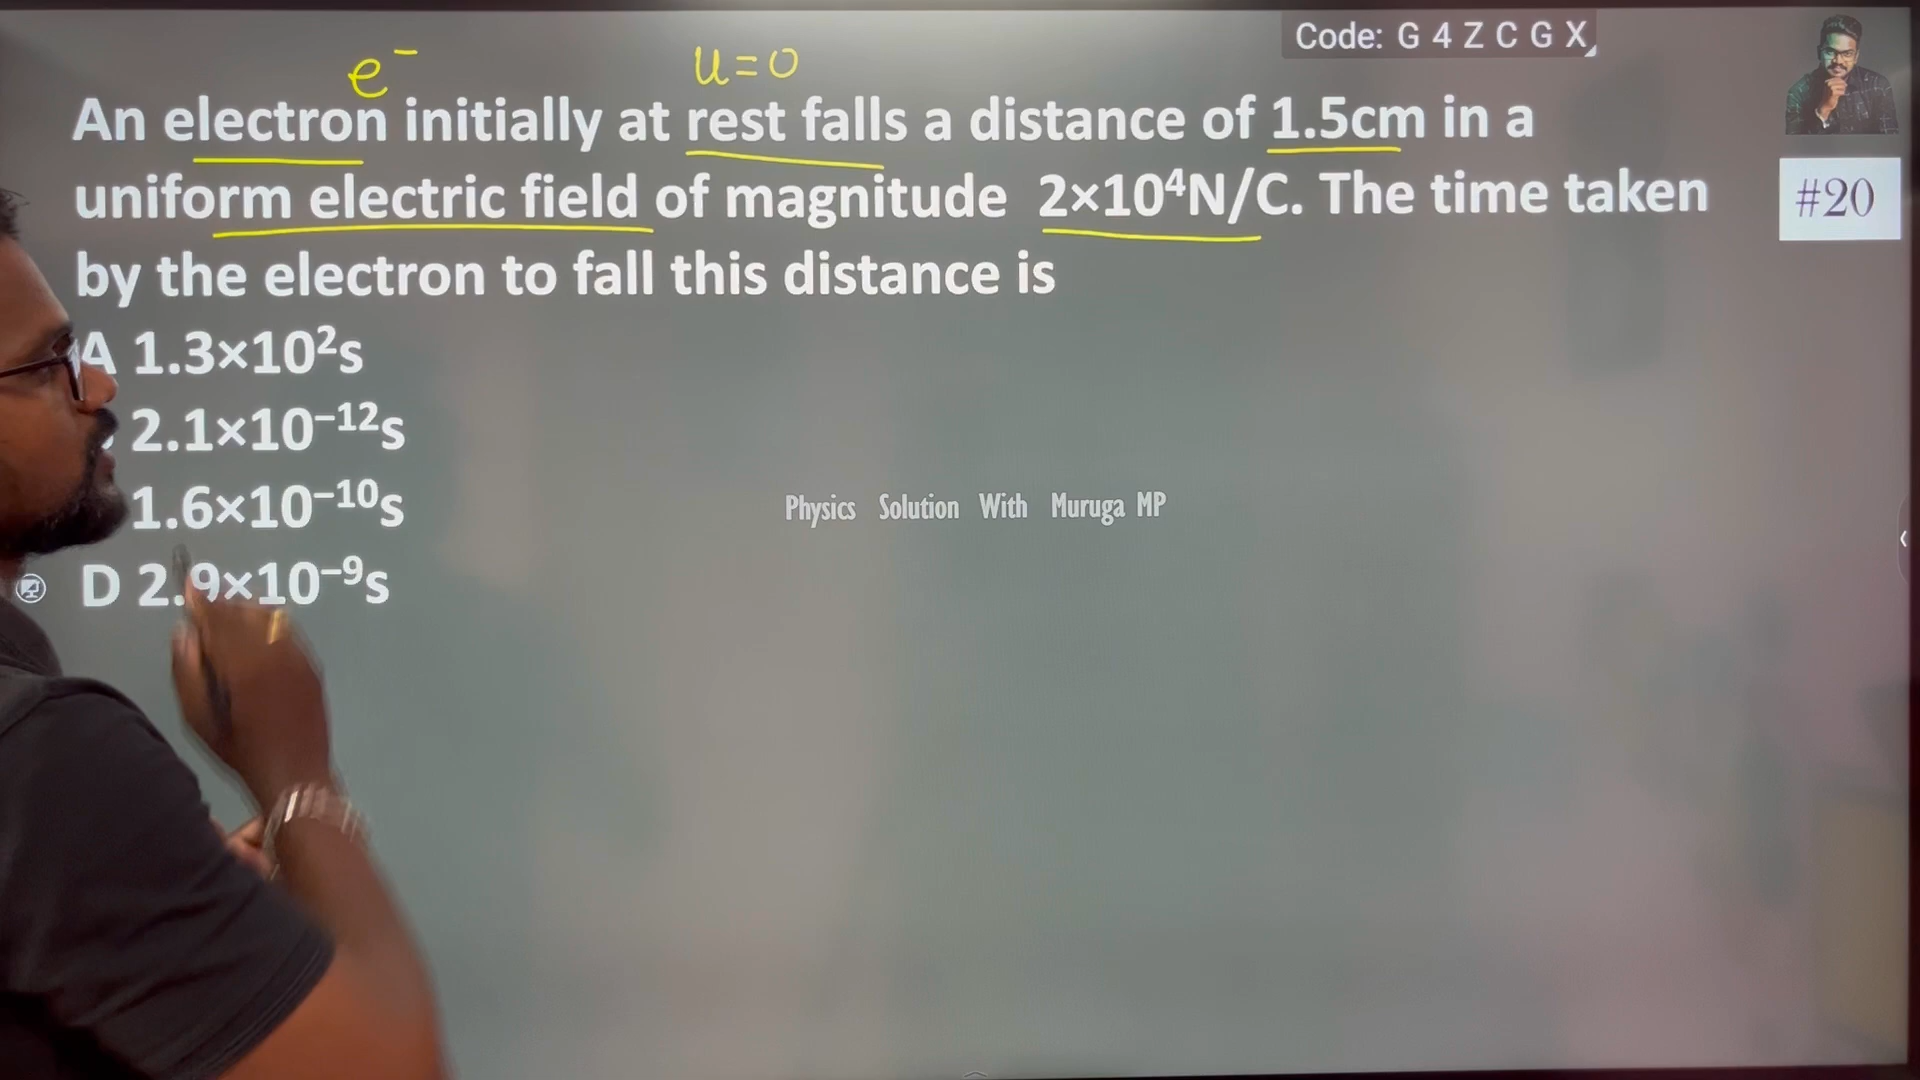 Code: G 4 Z C G X
e⁻ u=0
An electron initially at rest falls a distance of 1.5cm in a
uniform electric field of magnitude 2×10⁴N/C. The time taken
#20
by the electron to fall this distance is
A 1.3×10²s
2.1×10⁻¹²s
1.6×10⁻¹⁰s
Physics Solution With Muruga MP
D 2.9×10⁻⁹s